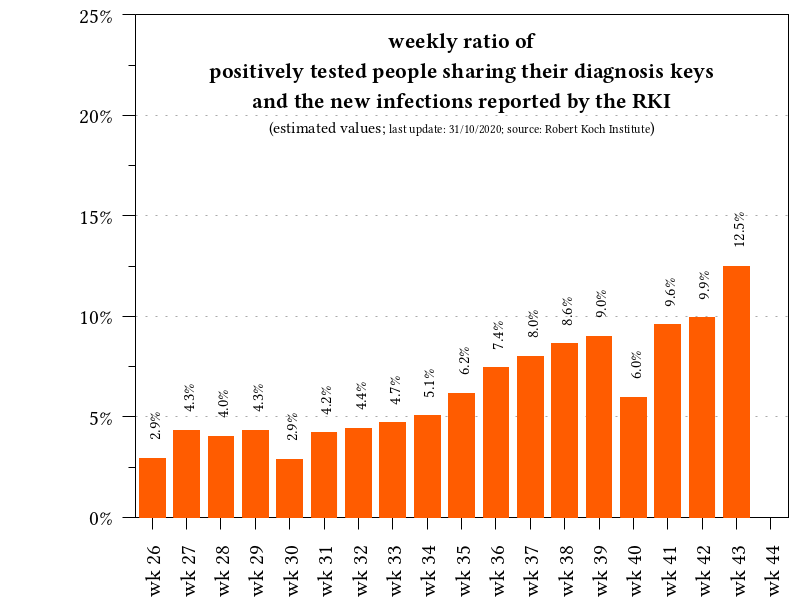 weekly ratio of
positively tested people sharing their diagnosis keys
and the new infections reported by the RKI
(estimated values; last update: 31/10/2020; source: Robert Koch Institute)
25%
20%
15%
10%
5%
0%
2.9%
4.3%
4.0%
4.3%
2.9%
4.2%
4.4%
4.7%
5.1%
6.2%
7.4%
8.0%
8.6%
9.0%
6.0%
9.6%
9.9%
12.5%
wk 26
wk 27
wk 28
wk 29
wk 30
wk 31
wk 32
wk 33
wk 34
wk 35
wk 36
wk 37
wk 38
wk 39
wk 40
wk 41
wk 42
wk 43
wk 44